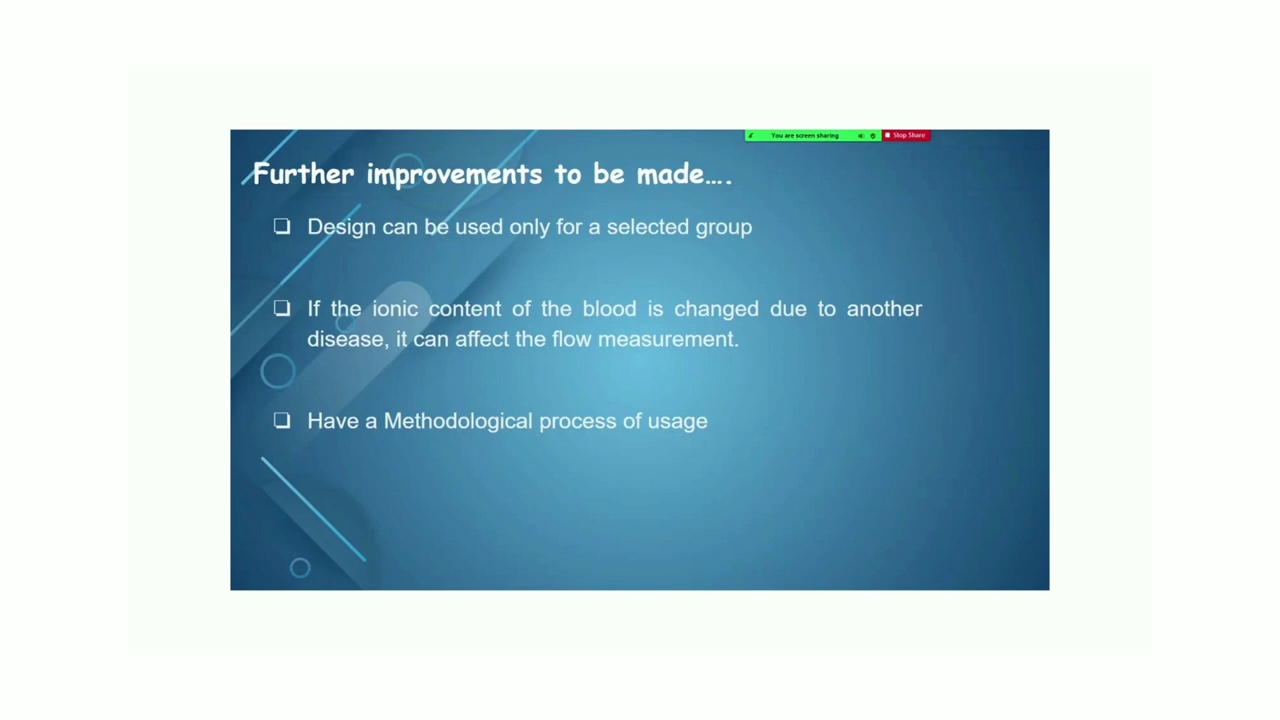 You are screen sharing
Stop Share
Further improvements to be made….
❑ Design can be used only for a selected group
❑ If the ionic content of the blood is changed due to another
disease, it can affect the flow measurement.
❑ Have a Methodological process of usage